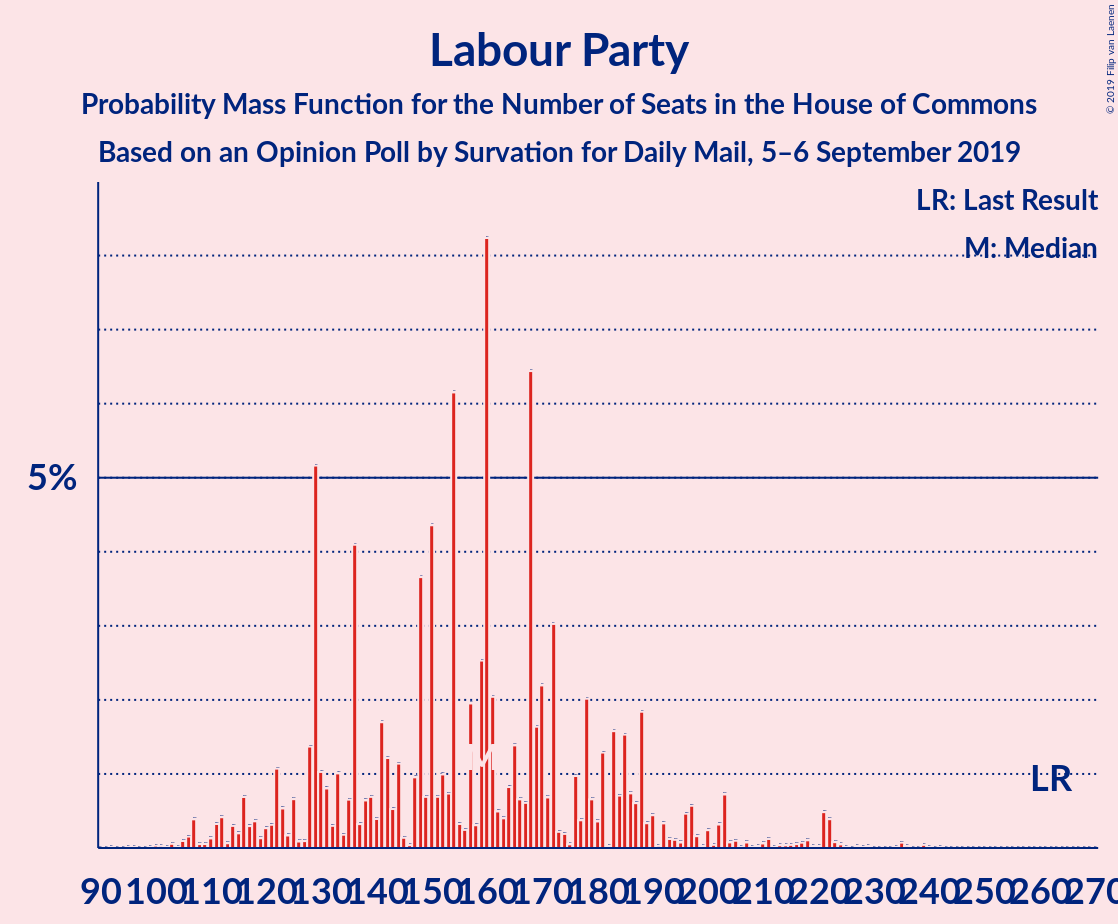 Labour Party
Probability Mass Function for the Number of Seats in the House of Commons
Based on an Opinion Poll by Survation for Daily Mail, 5–6 September 2019
© 2019 Filip van Laenen
LR: Last Result
M: Median
5%
M
LR
90 100 110 120 130 140 150 160 170 180 190 200 210 220 230 240 250 260 270